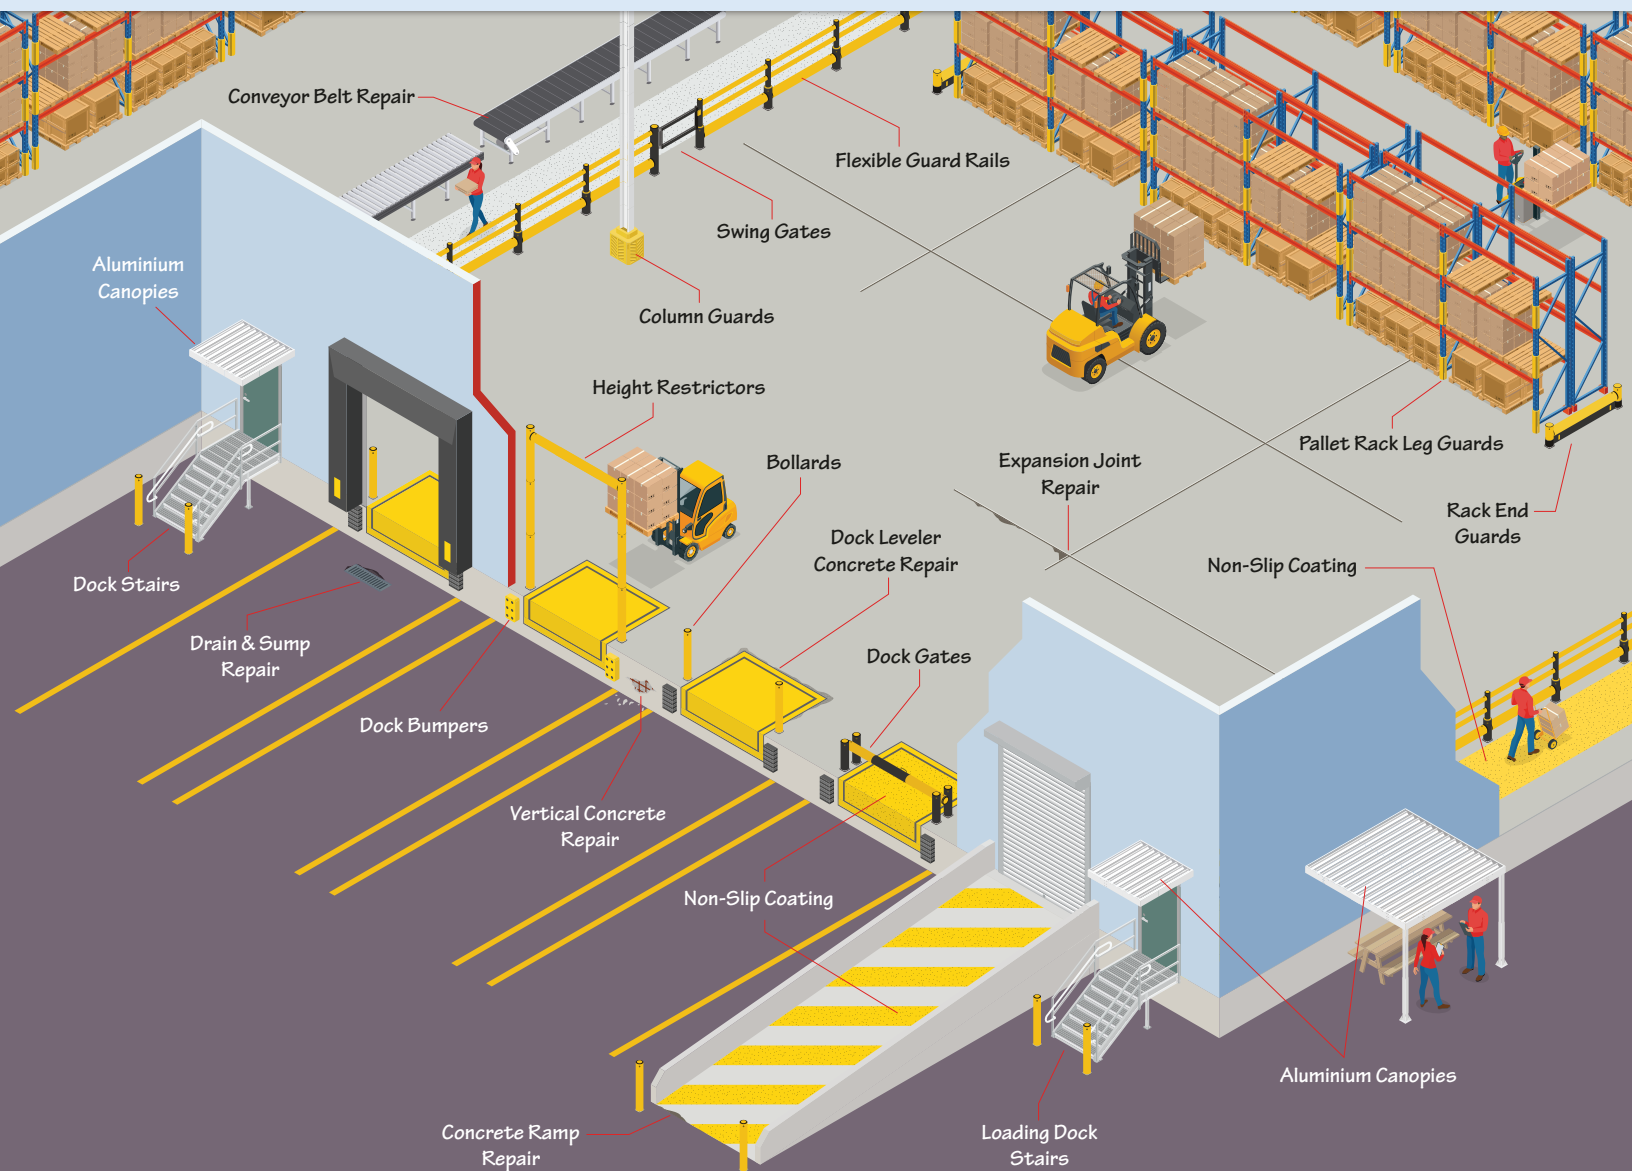 Conveyor Belt Repair
Flexible Guard Rails
Swing Gates
Aluminium
Canopies
Column Guards
Height Restrictors
Pallet Rack Leg Guards
Bollards
Expansion Joint
Repair
Rack End
Guards
Dock Leveler
Concrete Repair
Non-Slip Coating
Dock Stairs
Drain & Sump
Repair
Dock Gates
Dock Bumpers
Vertical Concrete
Repair
Non-Slip Coating
Aluminium Canopies
Concrete Ramp
Repair
Loading Dock
Stairs